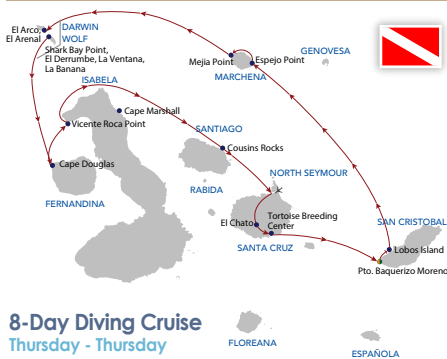 El Arco,
El Arenal
DARWIN
WOLF
Shark Bay Point,
El Derrumbe, La Ventana,
La Banana
Mejia Point
Espejo Point
MARCHENA
GENOVESA
ISABELA
Cape Marshall
Vicente Roca Point
SANTIAGO
Cousins Rocks
Cape Douglas
RABIDA
NORTH SEYMOUR
FERNANDINA
El Chato
Tortoise Breeding
Center
SANTA CRUZ
SAN CRISTOBAL
Lobos Island
Pto. Baquerizo Moreno
8-Day Diving Cruise
Thursday - Thursday
FLOREANA
ESPAÑOLA